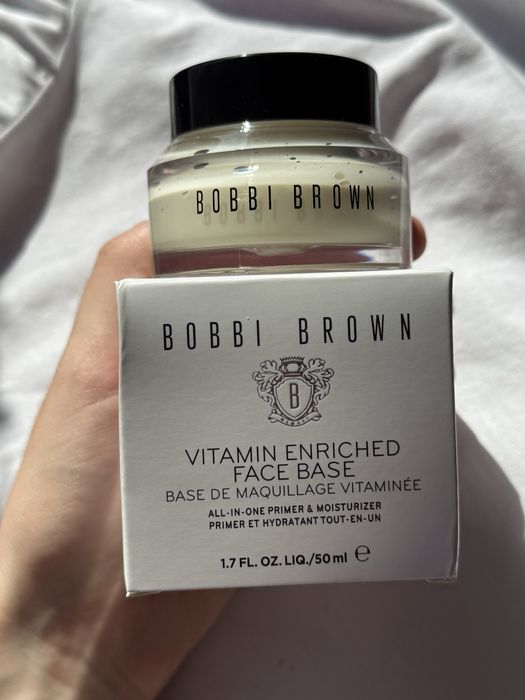 BOBBI BROWN
BOBBI BROWN
B
VITAMIN ENRICHED
FACE BASE
BASE DE MAQUILLAGE VITAMINÉE
ALL-IN-ONE PRIMER & MOISTURIZER
PRIMER ET HYDRATANT TOUT-EN-UN
1.7 FL. OZ. LIQ./50 ml ℮